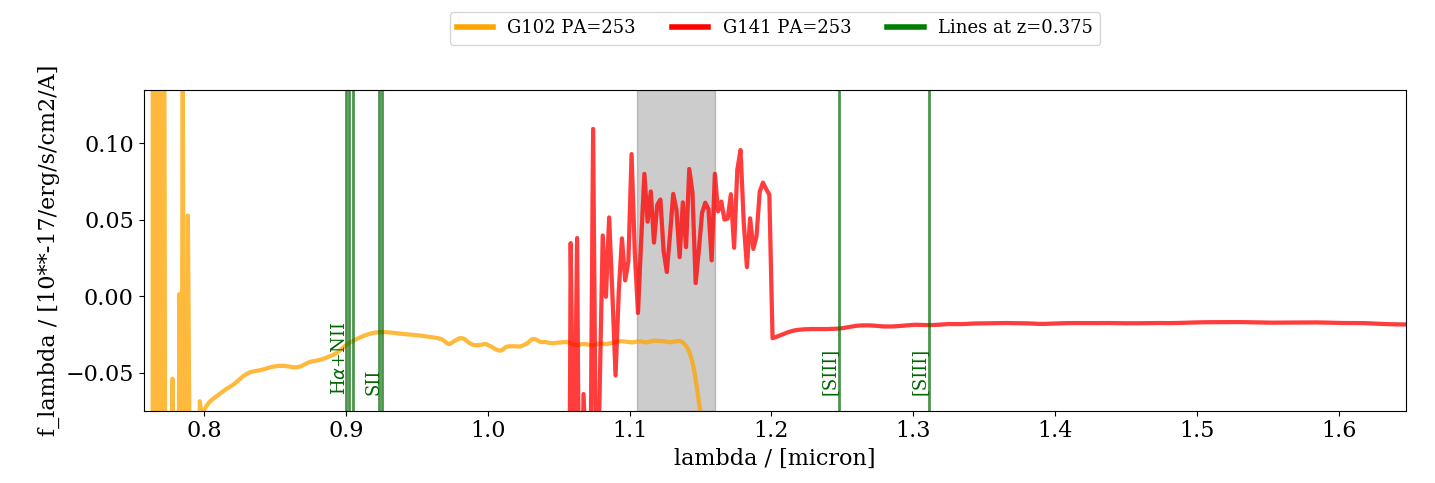 G102 PA=253 G141 PA=253 Lines at z=0.375
f_lambda / [10**-17/erg/s/cm2/A]
0.10
0.05
0.00
−0.05
Hα+NII
SII
[SIII]
[SIII]
0.8 0.9 1.0 1.1 1.2 1.3 1.4 1.5 1.6
lambda / [micron]